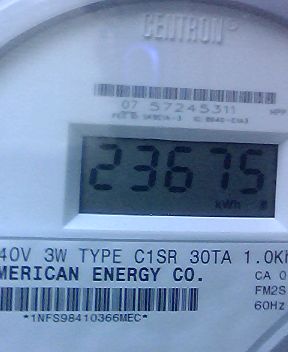 CENTRON®
07 57245311
23675
kWh
40V 3W TYPE C1SR 30TA 1.0Kh
MERICAN ENERGY CO.
CA 0
FM2S
60Hz
*1NFS98410366MEC*